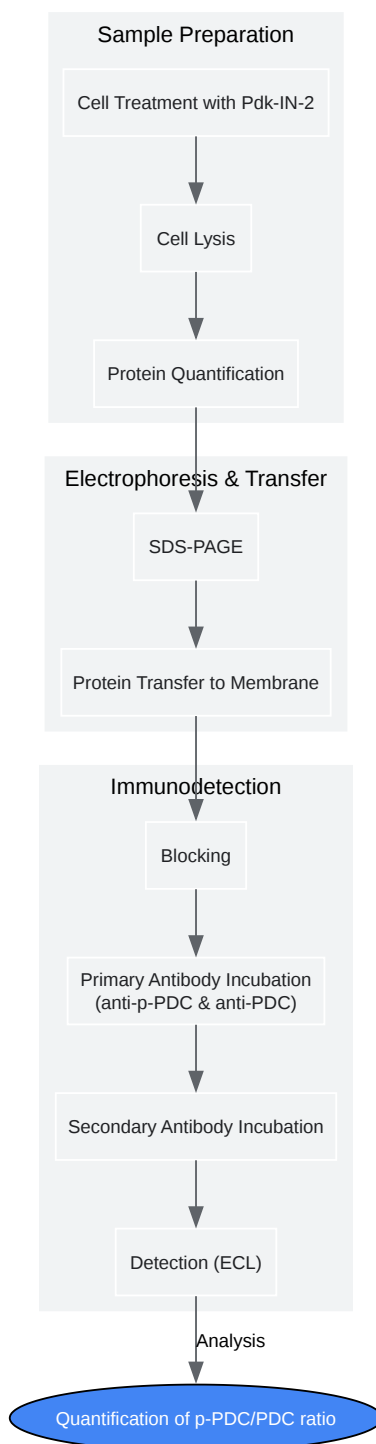 Sample Preparation
Cell Treatment with Pdk-IN-2
Cell Lysis
Protein Quantification
Electrophoresis & Transfer
SDS-PAGE
Protein Transfer to Membrane
Immunodetection
Blocking
Primary Antibody Incubation
(anti-p-PDC & anti-PDC)
Secondary Antibody Incubation
Detection (ECL)
Analysis
Quantification of p-PDC/PDC ratio